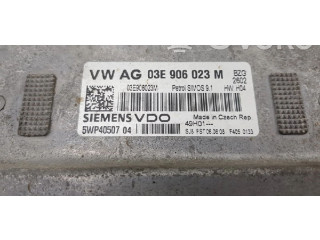 VW AG 03E 906 023 M BZG
2602
03E906023M Petrol SIMOS 9.1 HW H04
SIEMENS VDO Made in Czech Rep
5WP40507 04 49H01---